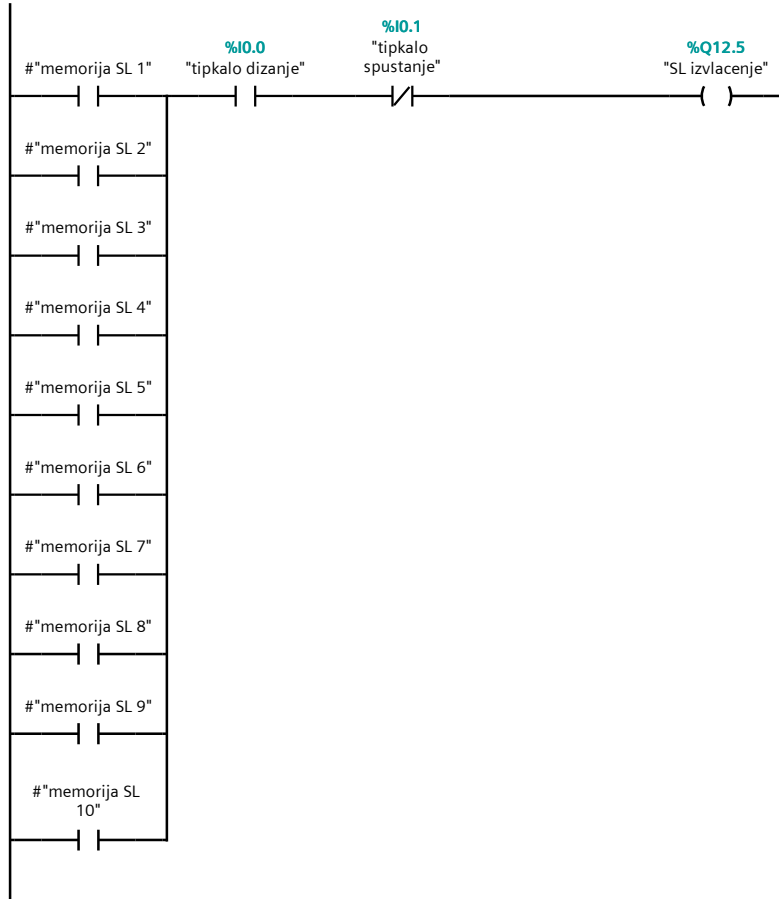 %I0.1
%I0.0
"tipkalo
%Q12.5
#"memorija SL 1"
"tipkalo dizanje"
spustanje"
"SL izvlacenje"
#"memorija SL 2"
#"memorija SL 3"
#"memorija SL 4"
#"memorija SL 5"
#"memorija SL 6"
#"memorija SL 7"
#"memorija SL 8"
#"memorija SL 9"
#"memorija SL
10"